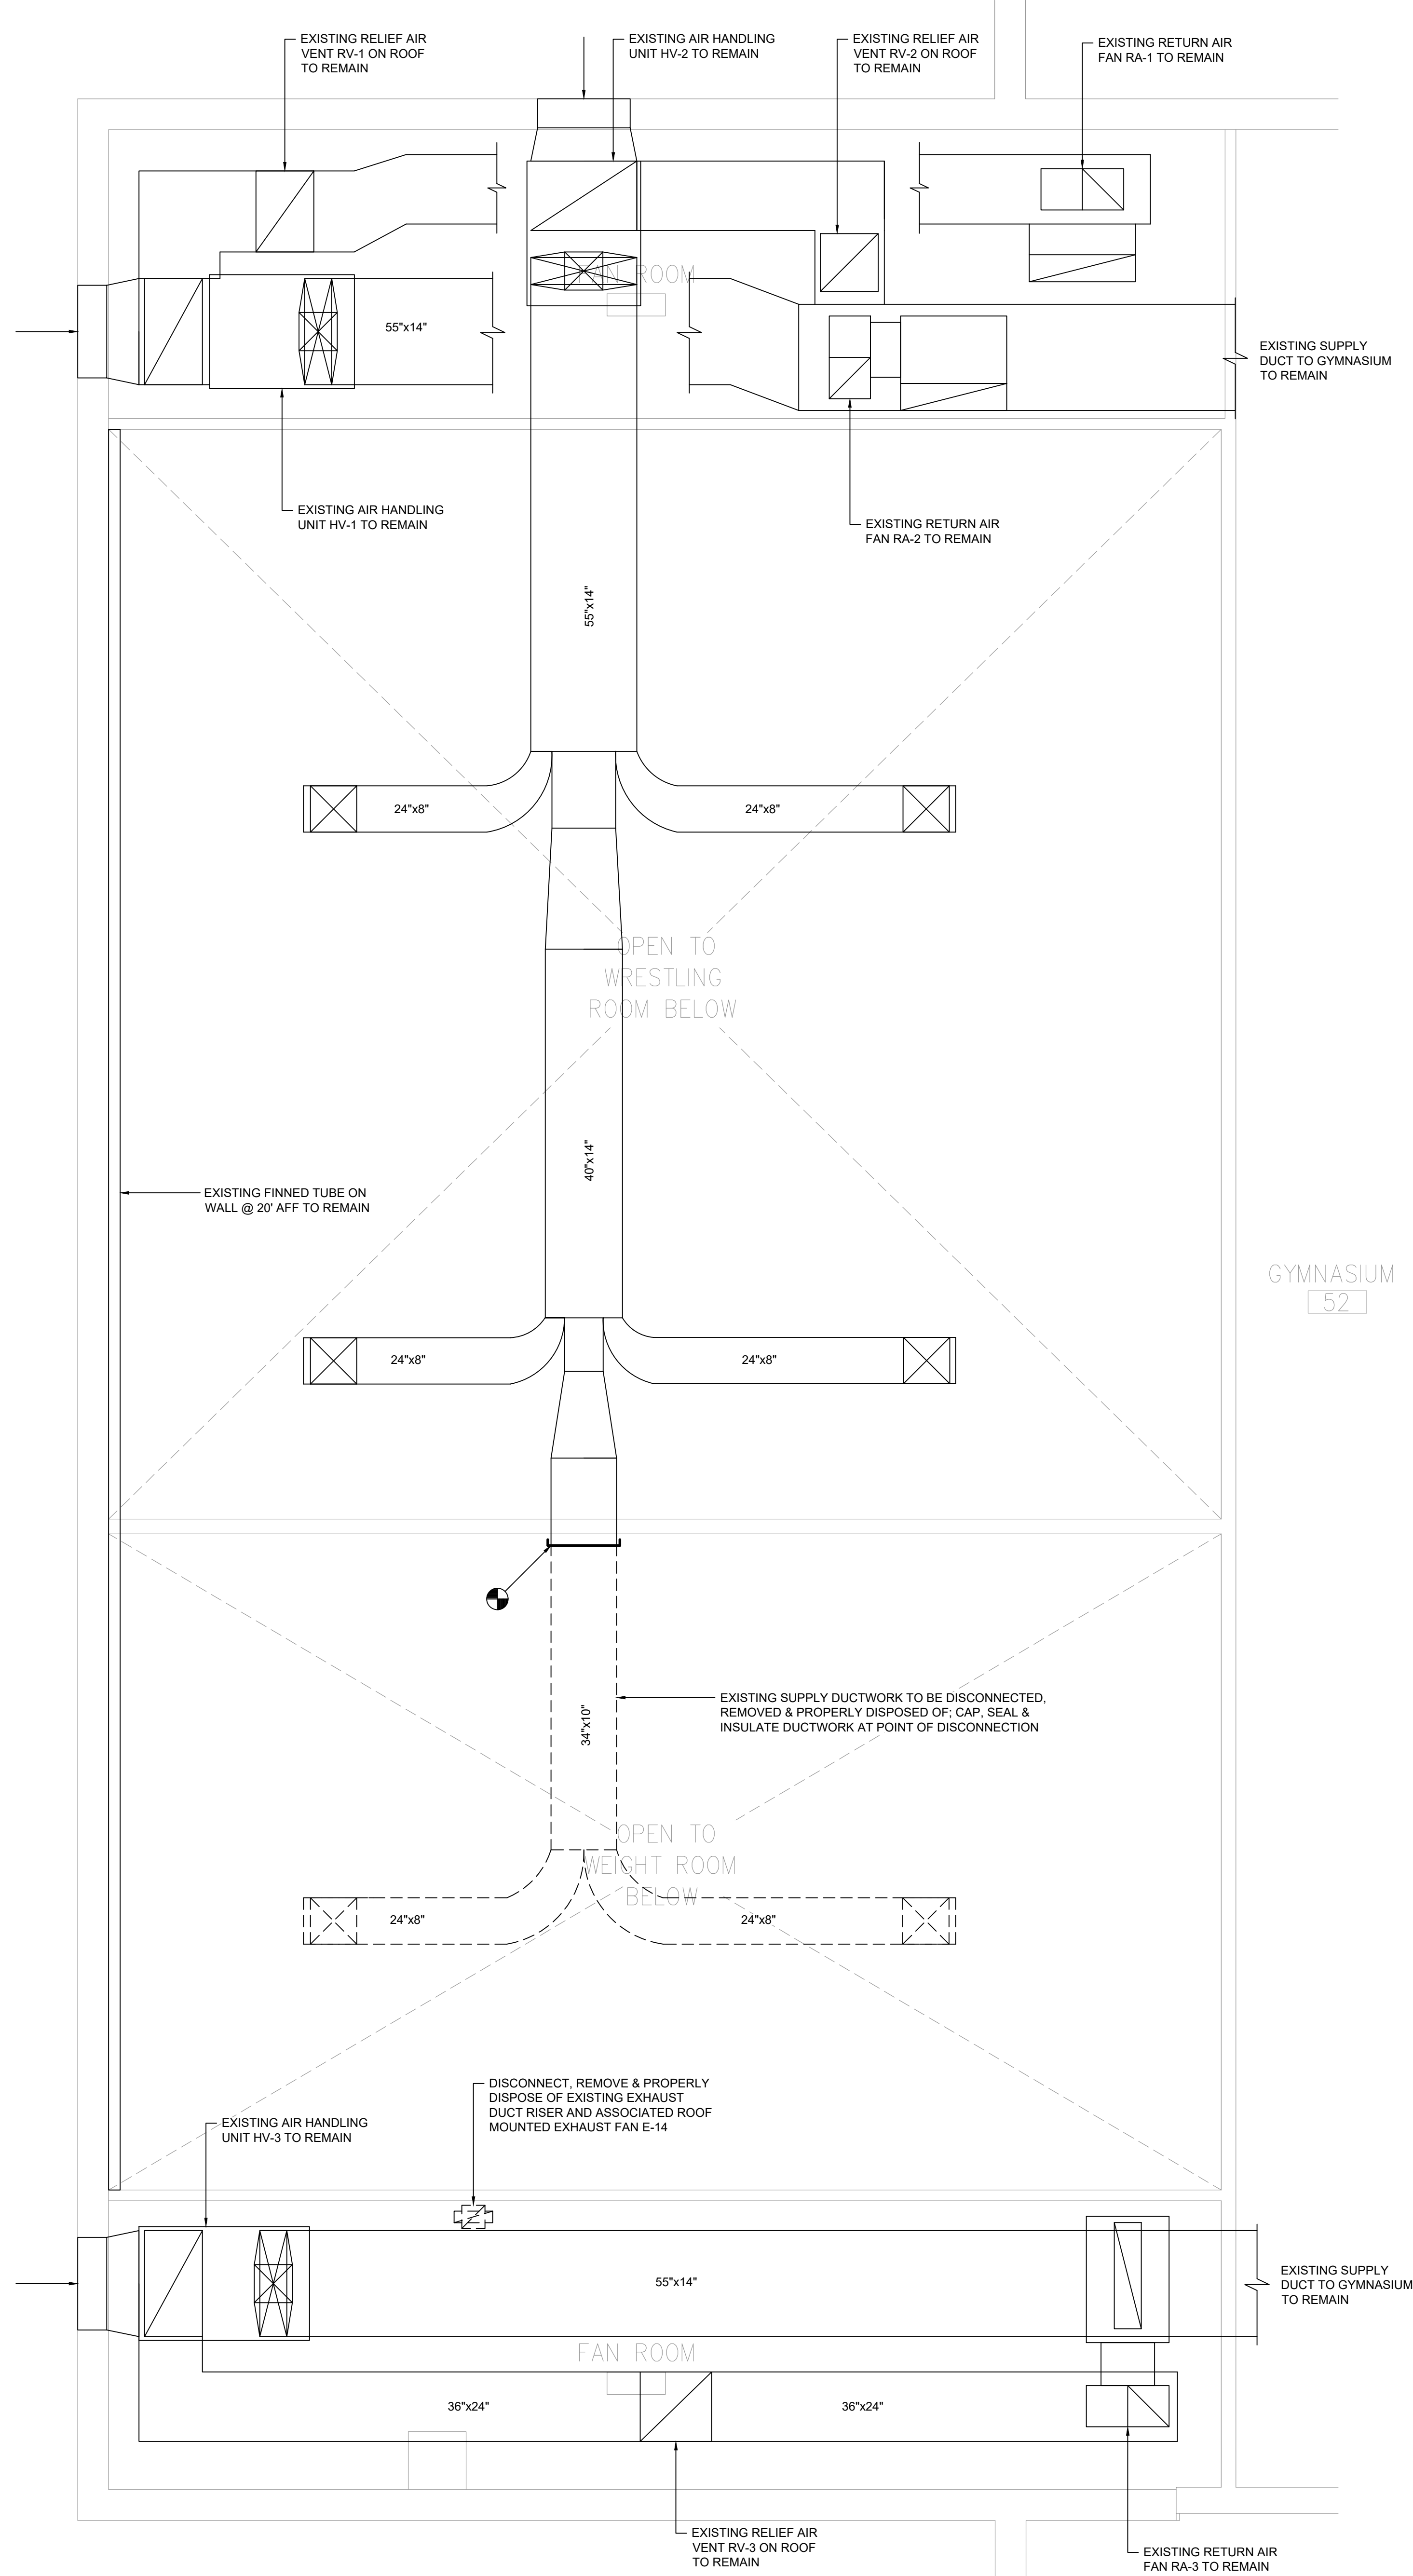 EXISTING RELIEF AIR
VENT RV-1 ON ROOF
TO REMAIN
EXISTING AIR HANDLING
UNIT HV-2 TO REMAIN
EXISTING RELIEF AIR
VENT RV-2 ON ROOF
TO REMAIN
EXISTING RETURN AIR
FAN RA-1 TO REMAIN
FAN ROOM
55"x14"
EXISTING SUPPLY
DUCT TO GYMNASIUM
TO REMAIN
EXISTING AIR HANDLING
UNIT HV-1 TO REMAIN
EXISTING RETURN AIR
FAN RA-2 TO REMAIN
55"x14"
24"x8"
24"x8"
OPEN TO
WRESTLING
ROOM BELOW
40"x14"
EXISTING FINNED TUBE ON
WALL @ 20' AFF TO REMAIN
GYMNASIUM
52
24"x8"
24"x8"
EXISTING SUPPLY DUCTWORK TO BE DISCONNECTED,
REMOVED & PROPERLY DISPOSED OF; CAP, SEAL &
INSULATE DUCTWORK AT POINT OF DISCONNECTION
34"x10"
OPEN TO
WEIGHT ROOM
BELOW
24"x8"
24"x8"
DISCONNECT, REMOVE & PROPERLY
DISPOSE OF EXISTING EXHAUST
DUCT RISER AND ASSOCIATED ROOF
MOUNTED EXHAUST FAN E-14
EXISTING AIR HANDLING
UNIT HV-3 TO REMAIN
55"x14"
EXISTING SUPPLY
DUCT TO GYMNASIUM
TO REMAIN
FAN ROOM
36"x24"
36"x24"
EXISTING RELIEF AIR
VENT RV-3 ON ROOF
TO REMAIN
EXISTING RETURN AIR
FAN RA-3 TO REMAIN